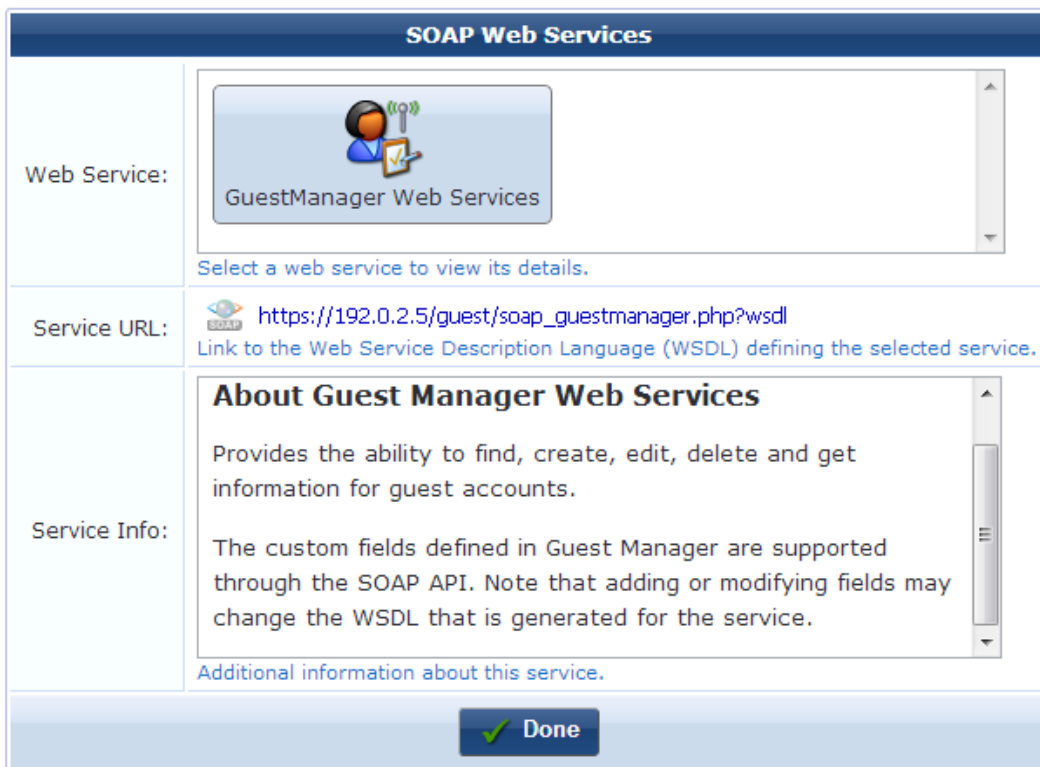 SOAP Web Services
Web Service:
GuestManager Web Services
Select a web service to view its details.
Service URL:
SOAP
https://192.0.2.5/guest/soap_guestmanager.php?wsdl
Link to the Web Service Description Language (WSDL) defining the selected service.
Service Info:
About Guest Manager Web Services
Provides the ability to find, create, edit, delete and get
information for guest accounts.
The custom fields defined in Guest Manager are supported
through the SOAP API. Note that adding or modifying fields may
change the WSDL that is generated for the service.
Additional information about this service.
Done